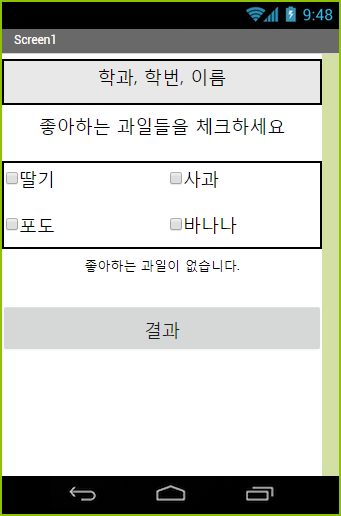 9:48
Screen1
학과, 학번, 이름
좋아하는 과일들을 체크하세요
딸기 사과
포도 바나나
좋아하는 과일이 없습니다.
결과